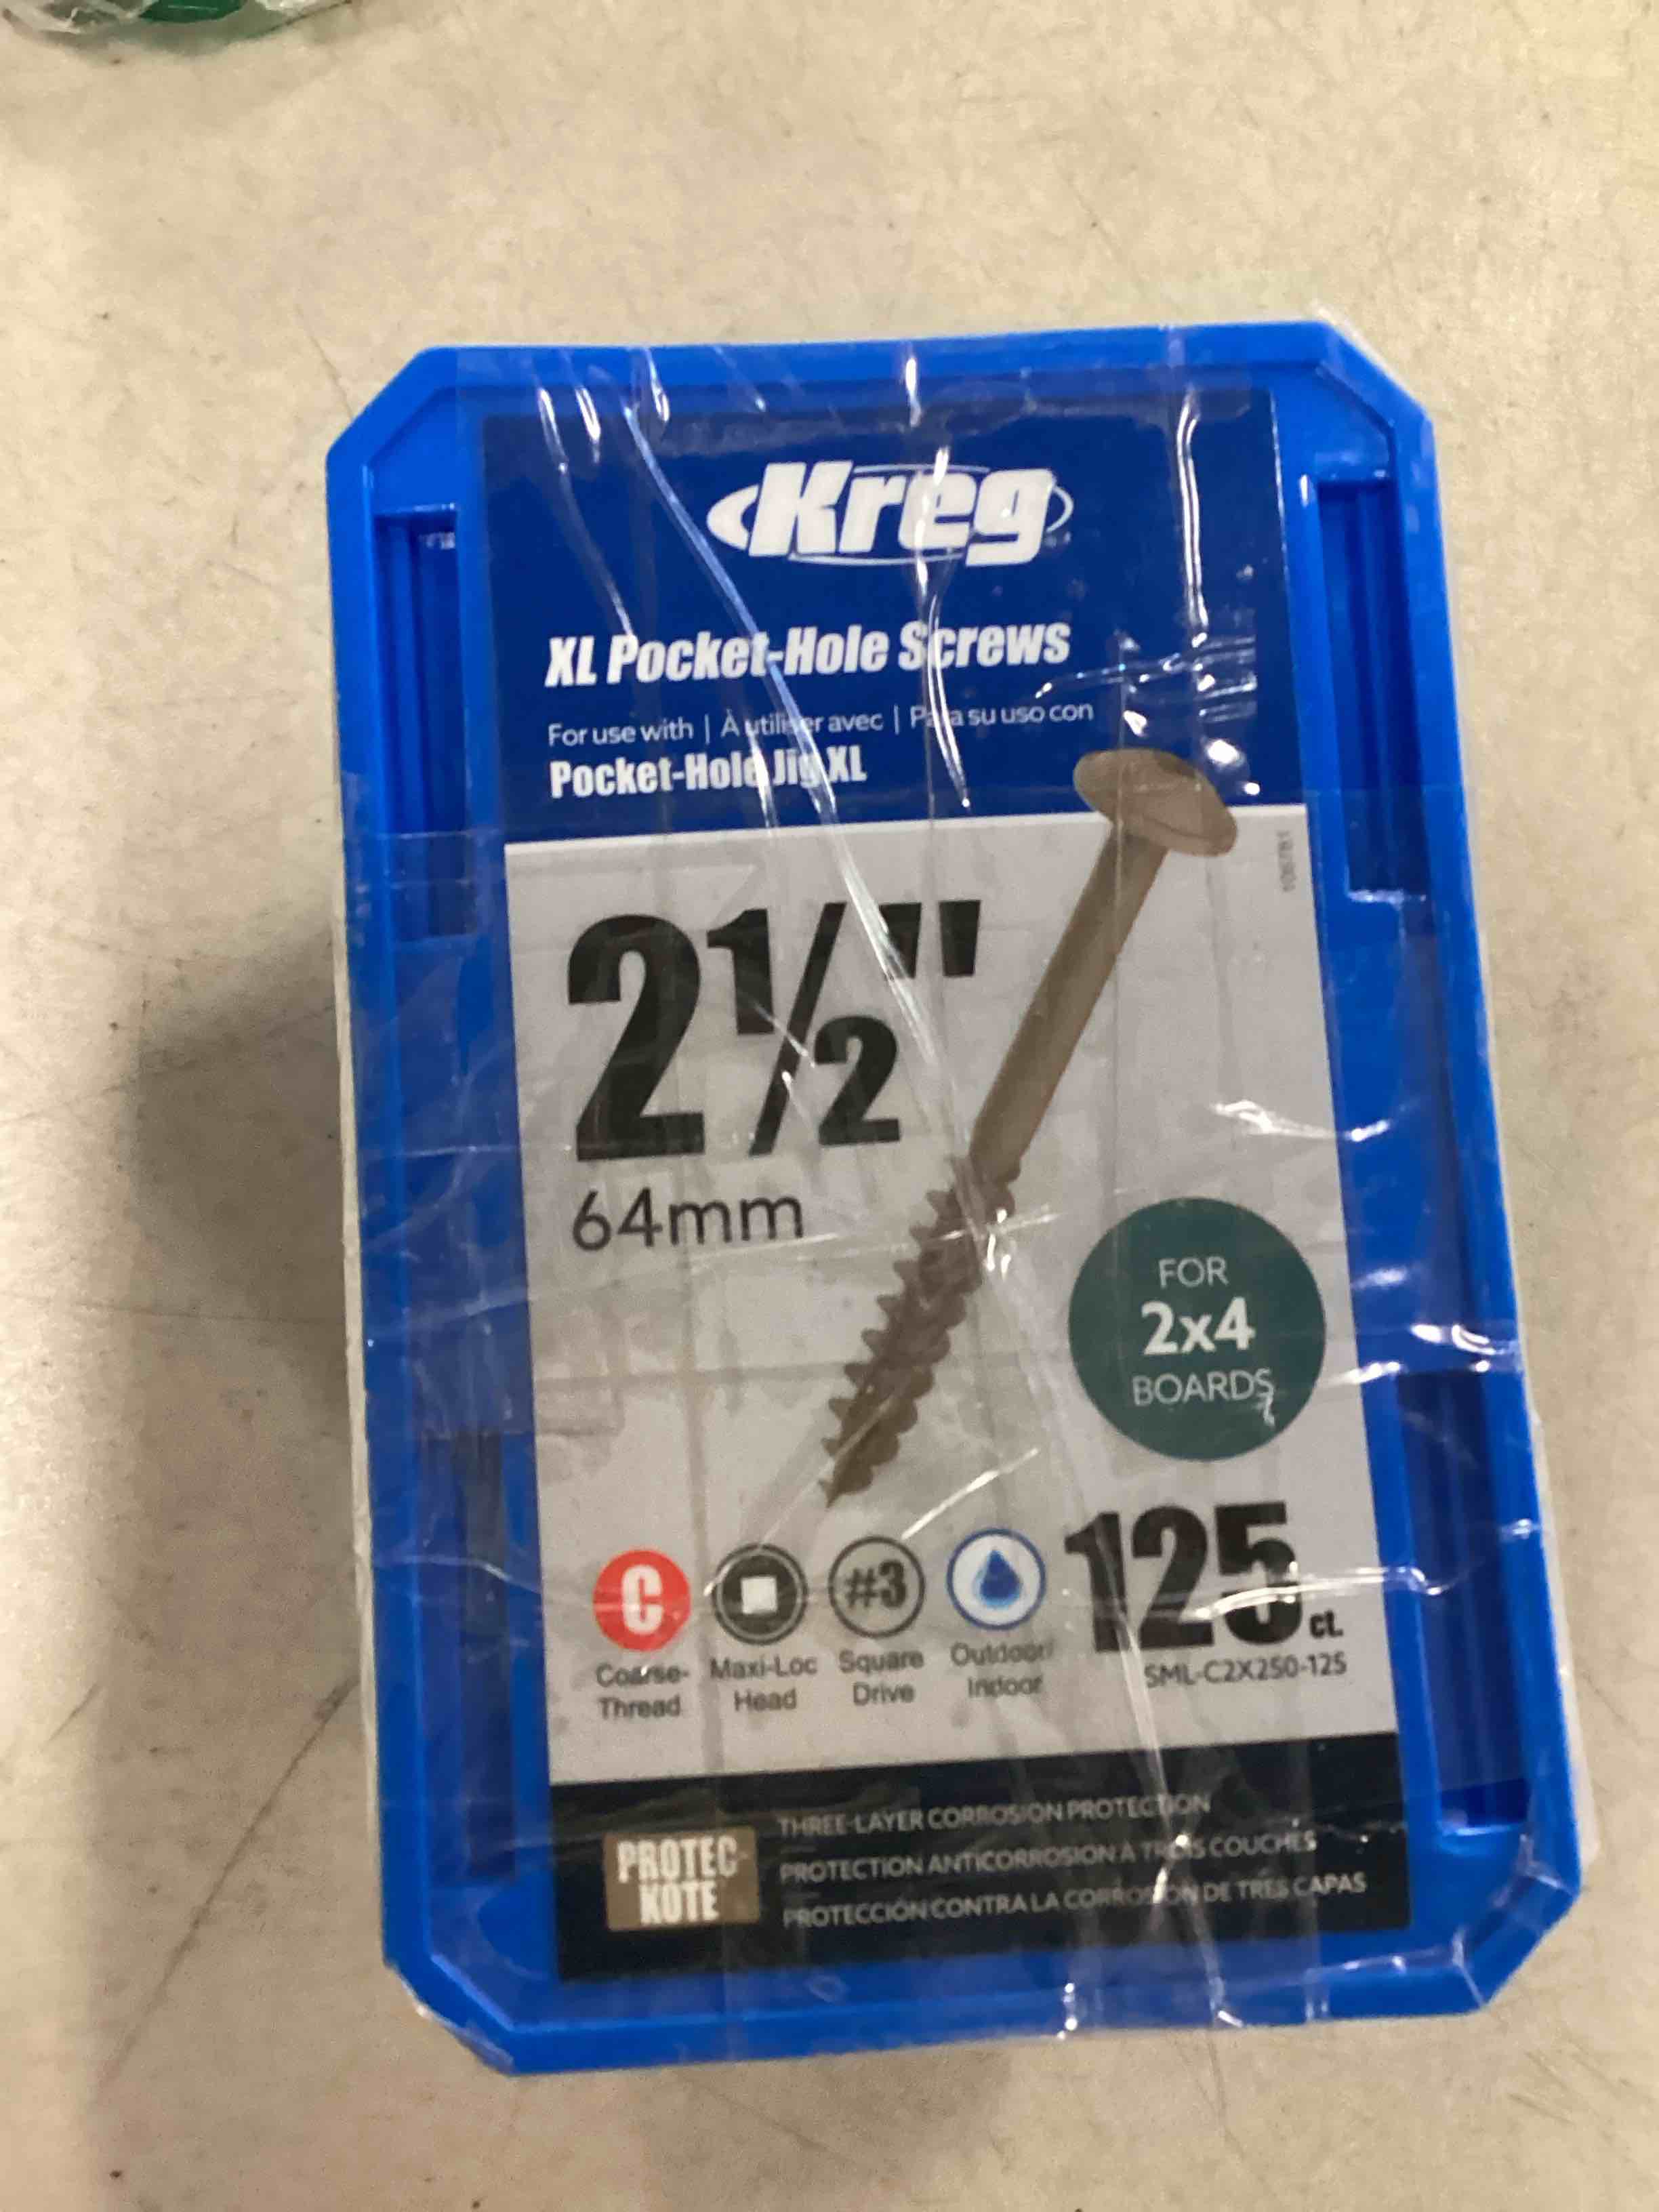 Kreg
XL Pocket-Hole Screws
For use with | À utiliser avec | Para su uso con
Pocket-Hole Jig XL
2½"
64mm
FOR
2x4
BOARDS
C
Coarse-
Thread
Maxi-Loc
Head
#3
Square
Drive
Outdoor/
Indoor
125 ct.
SML-C2X250-125
PROTEC-
KOTE
THREE-LAYER CORROSION PROTECTION
PROTECTION ANTICORROSION À TROIS COUCHES
PROTECCIÓN CONTRA LA CORROSIÓN DE TRES CAPAS